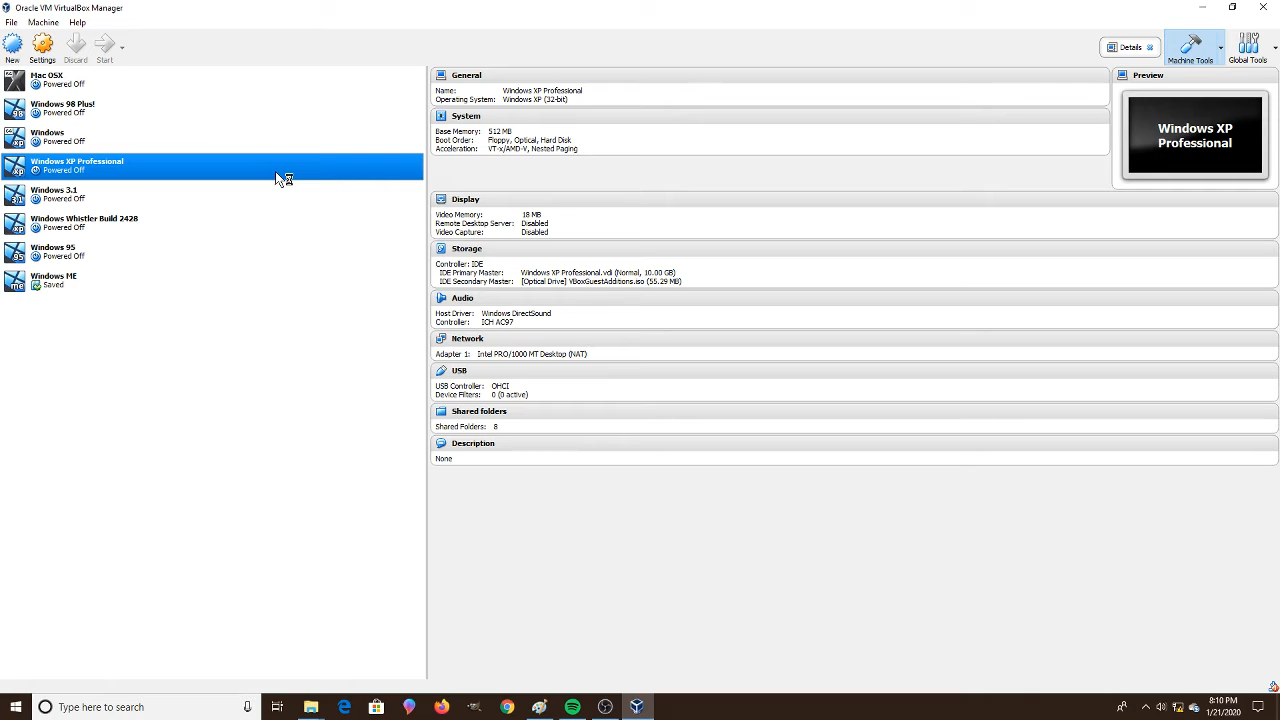 Oracle VM VirtualBox Manager
File Machine Help
New Settings Discard Start
Details Machine Tools Global Tools
Mac OSX
Powered Off
Windows 98 Plus!
Powered Off
Windows
Powered Off
Windows XP Professional
Powered Off
Windows 3.1
Powered Off
Windows Whistler Build 2428
Powered Off
Windows 95
Powered Off
Windows ME
Saved
General
Name: Windows XP Professional
Operating System: Windows XP (32-bit)
System
Base Memory: 512 MB
Boot Order: Floppy, Optical, Hard Disk
Acceleration: VT-x/AMD-V, Nested Paging
Preview
Windows XP
Professional
Display
Video Memory: 18 MB
Remote Desktop Server: Disabled
Video Capture: Disabled
Storage
Controller: IDE
IDE Primary Master: Windows XP Professional.vdi (Normal, 10.00 GB)
IDE Secondary Master: [Optical Drive] VBoxGuestAdditions.iso (55.29 MB)
Audio
Host Driver: Windows DirectSound
Controller: ICH AC97
Network
Adapter 1: Intel PRO/1000 MT Desktop (NAT)
USB
USB Controller: OHCI
Device Filters: 0 (0 active)
Shared folders
Shared Folders: 8
Description
None
Type here to search
8:10 PM
1/21/2020